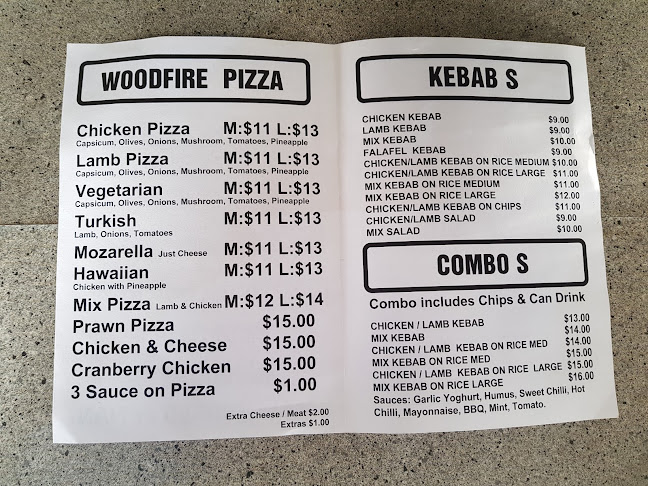 WOODFIRE PIZZA
Chicken Pizza M:$11 L:$13
Capsicum, Olives, Onions, Mushroom, Tomatoes, Pineapple
Lamb Pizza M:$11 L:$13
Capsicum, Olives, Onions, Mushroom, Tomatoes, Pineapple
Vegetarian M:$11 L:$13
Capsicum, Olives, Onions, Mushroom, Tomatoes, Pineapple
Turkish M:$11 L:$13
Lamb, Onions, Tomatoes
Mozarella Just Cheese M:$11 L:$13
Hawaiian M:$11 L:$13
Chicken with Pineapple
Mix Pizza Lamb & Chicken M:$12 L:$14
Prawn Pizza $15.00
Chicken & Cheese $15.00
Cranberry Chicken $15.00
3 Sauce on Pizza $1.00
Extra Cheese / Meat $2.00
Extras $1.00
KEBAB S
CHICKEN KEBAB $9.00
LAMB KEBAB $9.00
MIX KEBAB $10.00
FALAFEL KEBAB $9.00
CHICKEN/LAMB KEBAB ON RICE MEDIUM $10.00
CHICKEN/LAMB KEBAB ON RICE LARGE $11.00
MIX KEBAB ON RICE MEDIUM $11.00
MIX KEBAB ON RICE LARGE $12.00
CHICKEN/LAMB KEBAB ON CHIPS $11.00
CHICKEN/LAMB SALAD $9.00
MIX SALAD $10.00
COMBO S
Combo includes Chips & Can Drink
CHICKEN / LAMB KEBAB $13.00
MIX KEBAB $14.00
CHICKEN / LAMB KEBAB ON RICE MED $14.00
MIX KEBAB ON RICE MED $15.00
CHICKEN / LAMB KEBAB ON RICE LARGE $15.00
MIX KEBAB ON RICE LARGE $16.00
Sauces: Garlic Yoghurt, Humus, Sweet Chilli, Hot
Chilli, Mayonnaise, BBQ, Mint, Tomato.